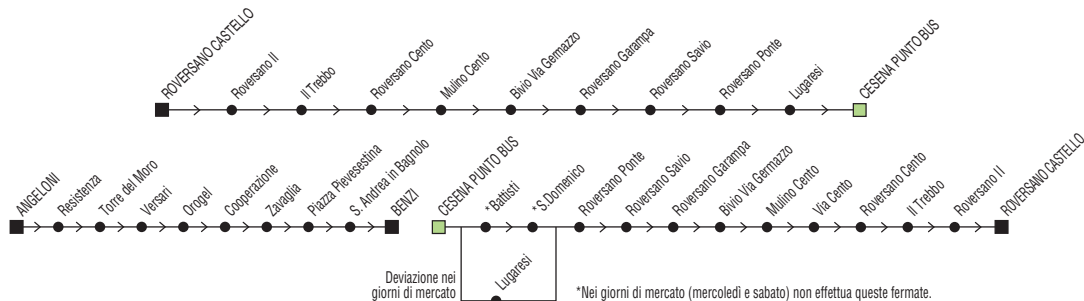 ROVERSANO CASTELLO
Roversano II
Il Trebbo
Roversano Cento
Mulino Cento
Bivio Via Germazzo
Roversano Garampa
Roversano Savio
Roversano Ponte
Lugaresi
CESENA PUNTO BUS
ANGELONI
Resistenza
Torre del Moro
Versari
Orogel
Cooperazione
Zavaglia
Piazza Pievesestina
S. Andrea in Bagnolo
BENZI
CESENA PUNTO BUS
*Battisti
*S.Domenico
Roversano Ponte
Roversano Savio
Roversano Garampa
Bivio Via Germazzo
Mulino Cento
Via Cento
Roversano Cento
Il Trebbo
Roversano II
ROVERSANO CASTELLO
Deviazione nei
giorni di mercato
Lugaresi
*Nei giorni di mercato (mercoledì e sabato) non effettua queste fermate.